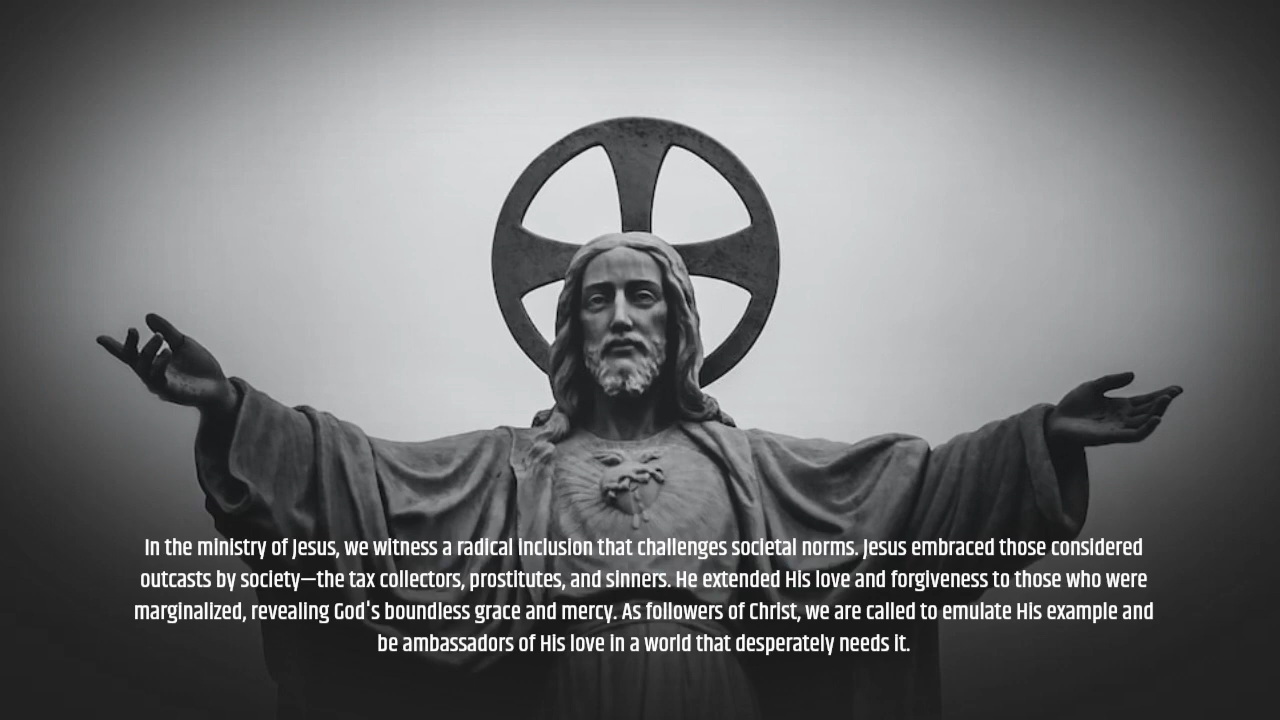 In the ministry of Jesus, we witness a radical inclusion that challenges societal norms. Jesus embraced those considered
outcasts by society—the tax collectors, prostitutes, and sinners. He extended His love and forgiveness to those who were
marginalized, revealing God's boundless grace and mercy. As followers of Christ, we are called to emulate His example and
be ambassadors of His love in a world that desperately needs it.